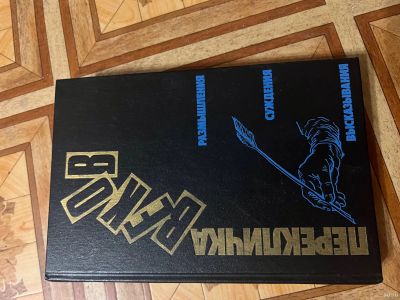 ПЕРЕКЛИЧКА
ВЕКОВ
РАЗМЫШЛЕНИЯ
СУЖДЕНИЯ
ВЫСКАЗЫВАНИЯ